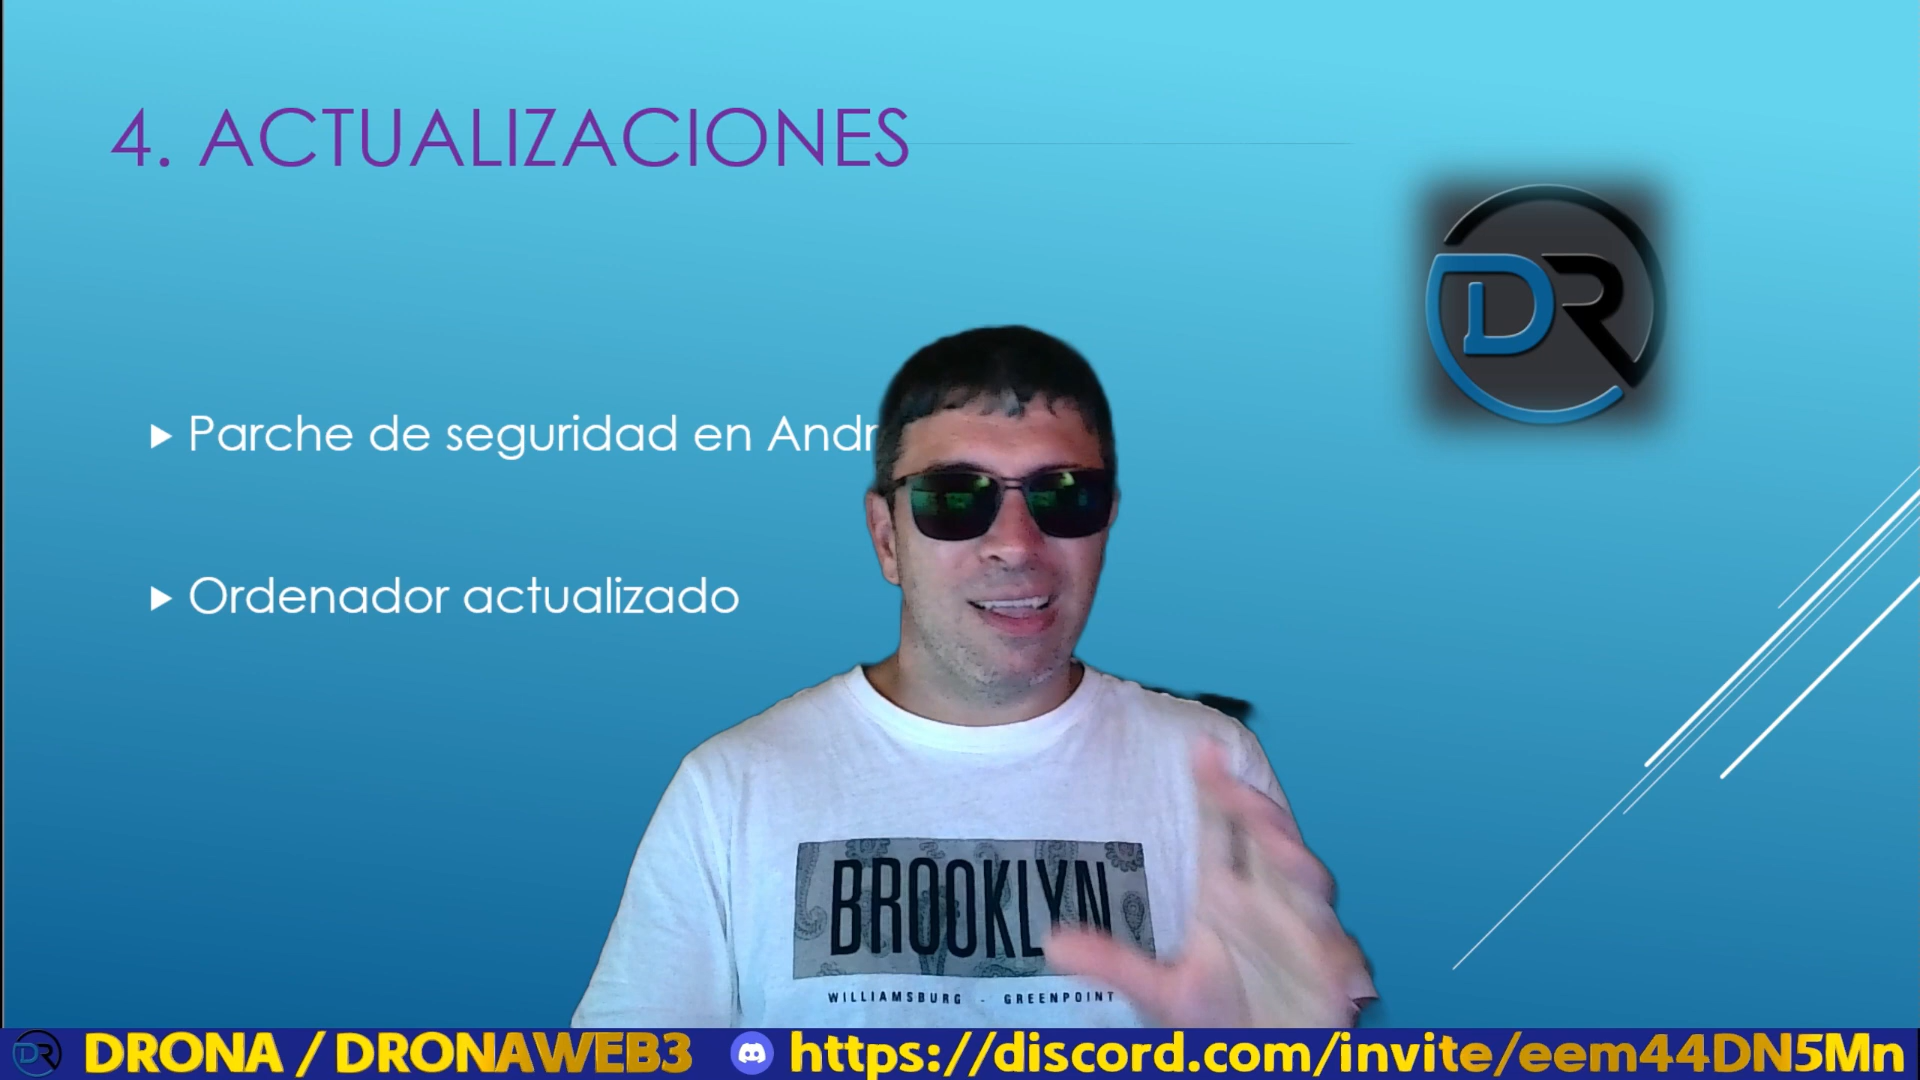 4. ACTUALIZACIONES
DR
Parche de seguridad en Andr
Ordenador actualizado
BROOKLYN
WILLIAMSBURG - GREENPOINT
DR DRONA / DRONAWEB3 https://discord.com/invite/eem44DN5Mn